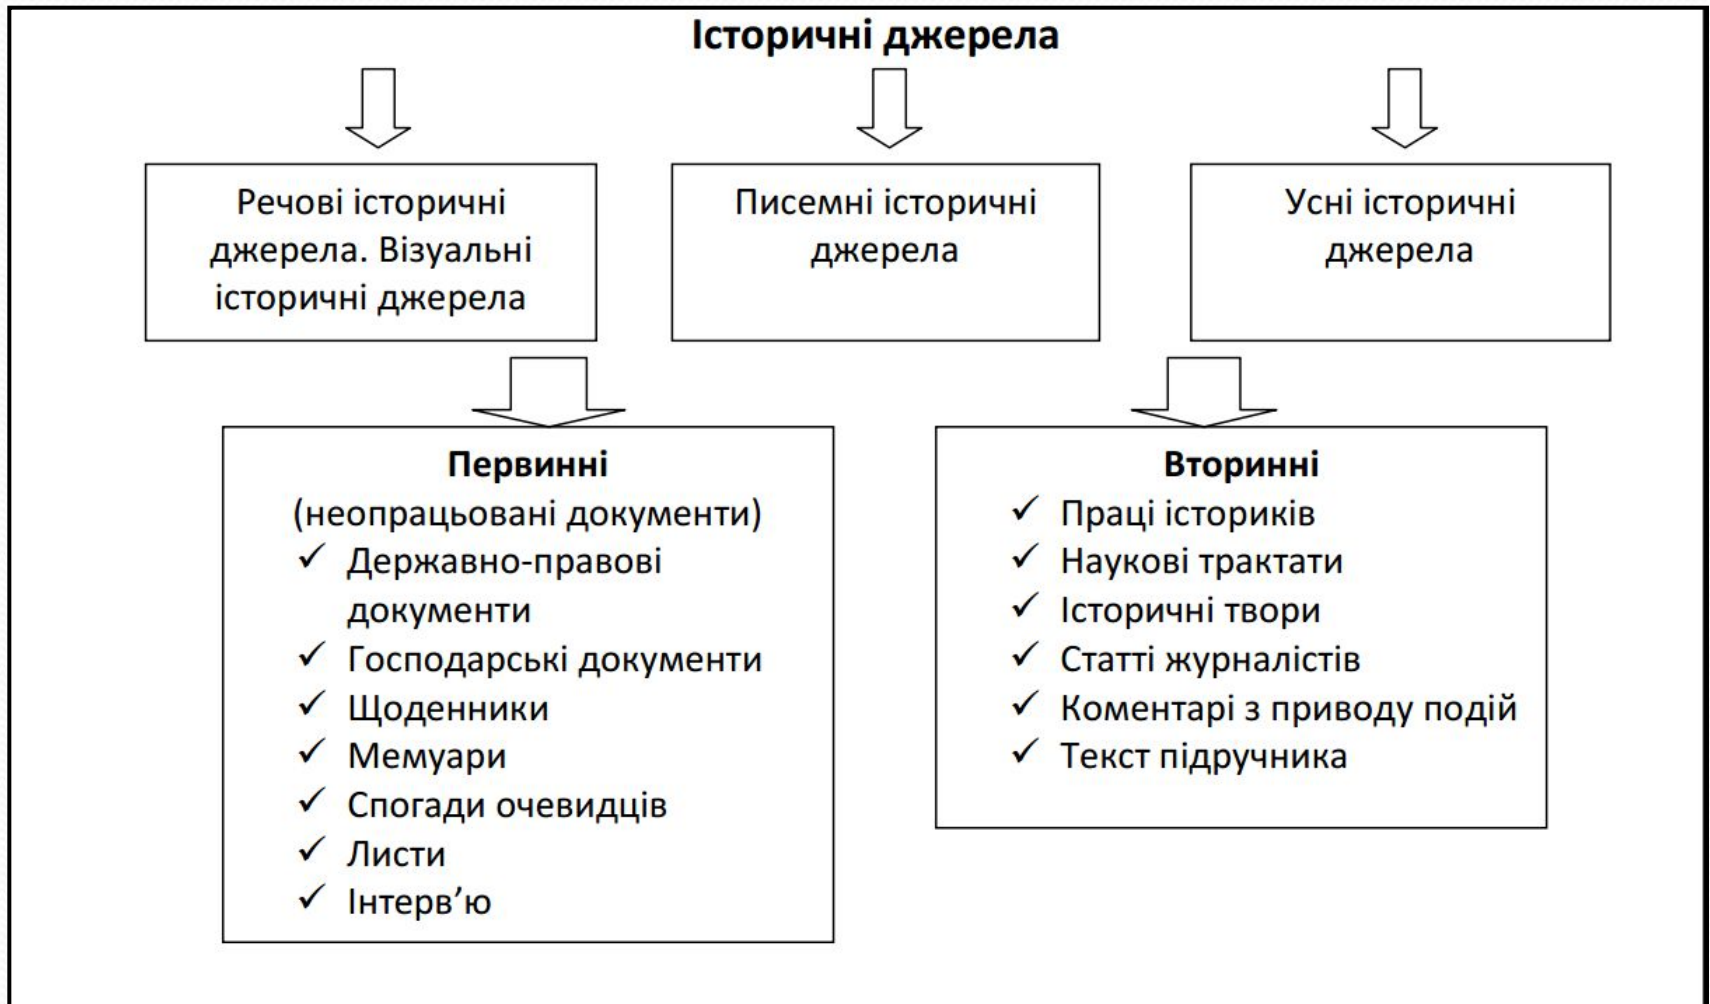 Історичні джерела
Речові історичні
джерела. Візуальні
історичні джерела
Писемні історичні
джерела
Усні історичні
джерела
Первинні
(неопрацьовані документи)
✓ Державно-правові
документи
✓ Господарські документи
✓ Щоденники
✓ Мемуари
✓ Спогади очевидців
✓ Листи
✓ Інтерв’ю
Вторинні
✓ Праці істориків
✓ Наукові трактати
✓ Історичні твори
✓ Статті журналістів
✓ Коментарі з приводу подій
✓ Текст підручника